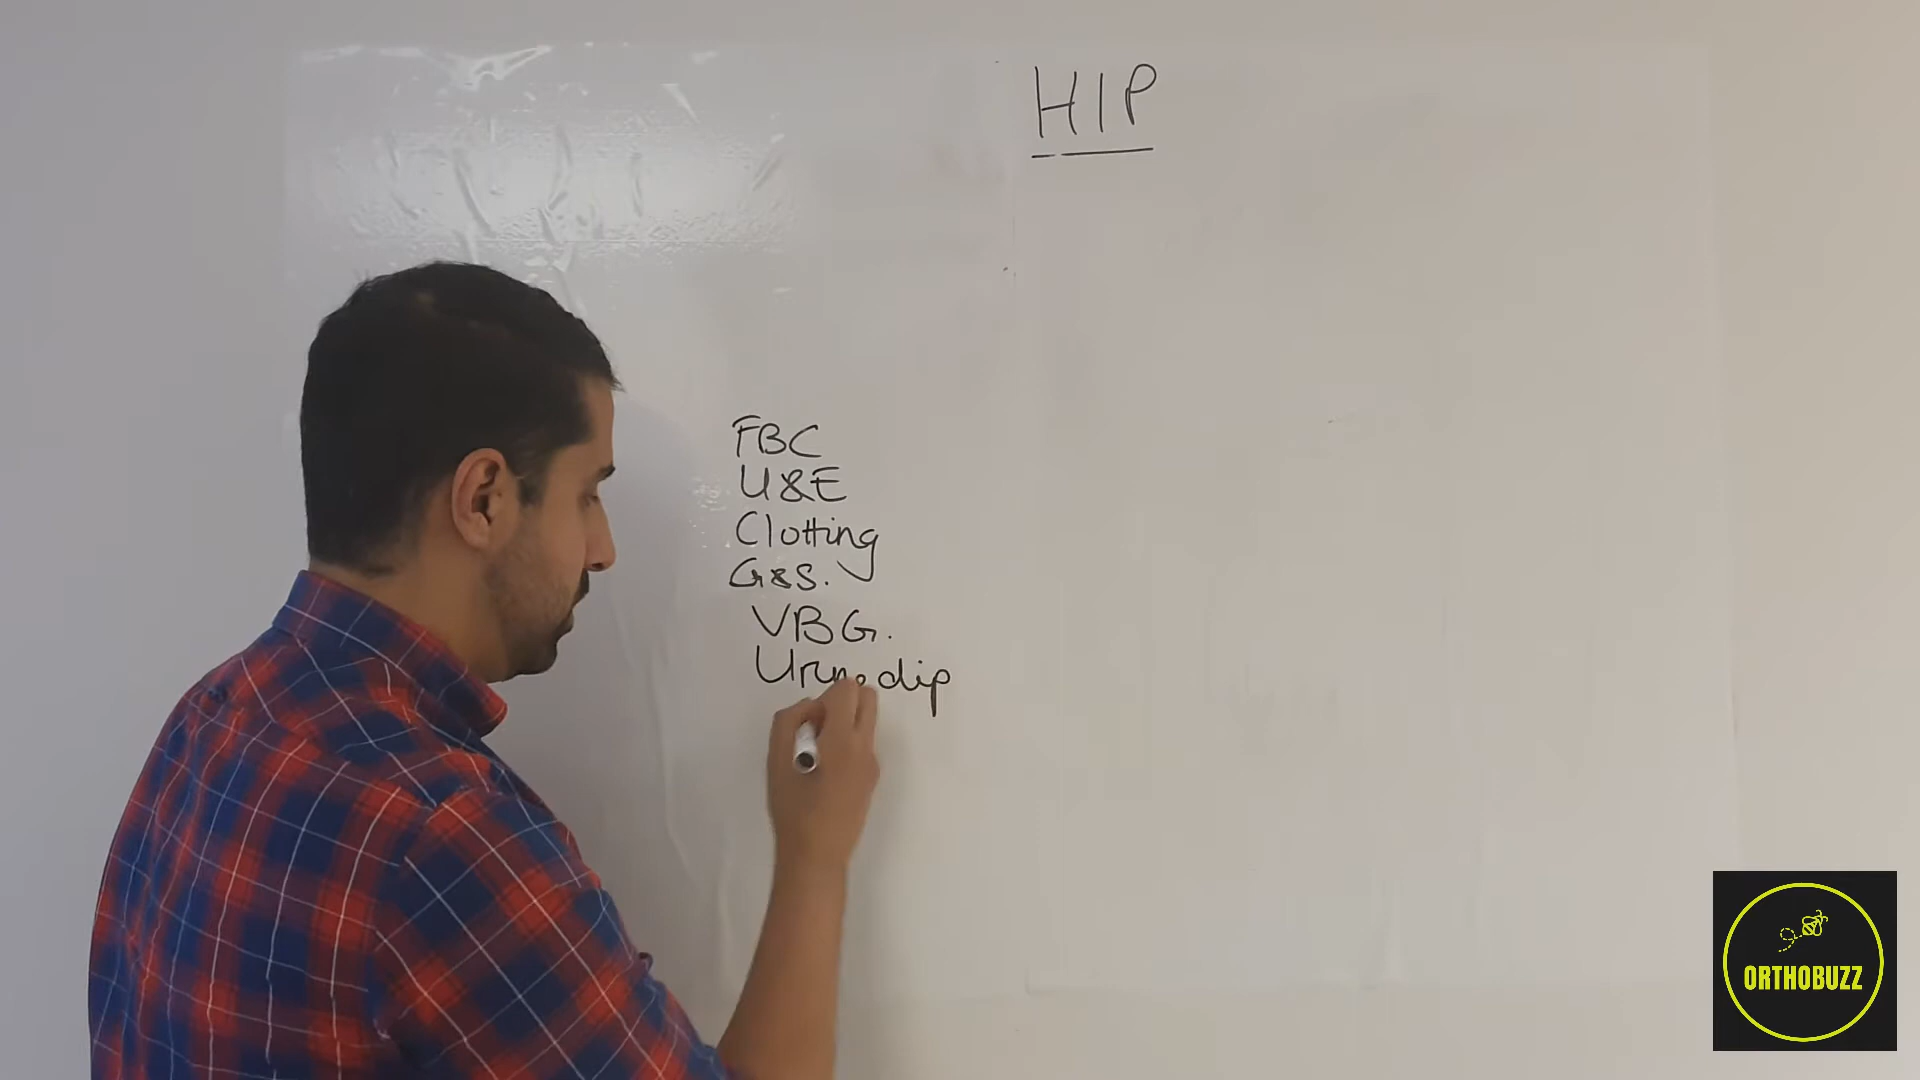 HIP
FBC
U&E
Clotting
G&S.
VBG.
Urine dip
ORTHOBUZZ